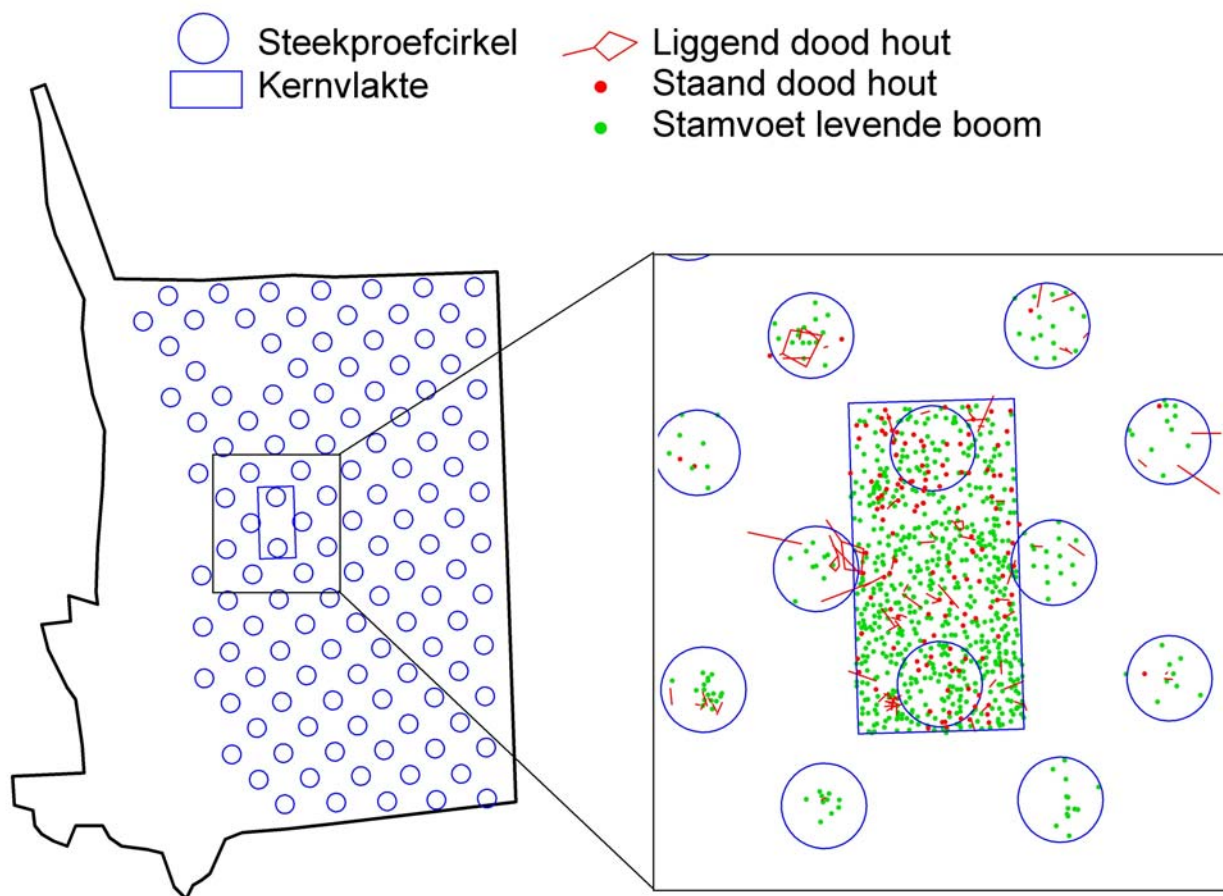 Steekproefcirkel
Kernvlakte
Liggend dood hout
Staand dood hout
Stamvoet levende boom